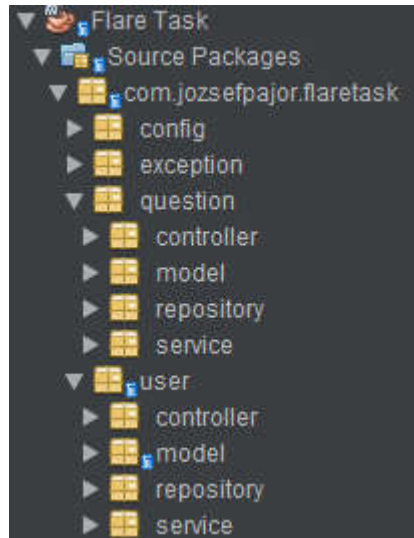 Flare Task
Source Packages
com.jozsefpajor.flaretask
config
exception
question
controller
model
repository
service
user
controller
model
repository
service